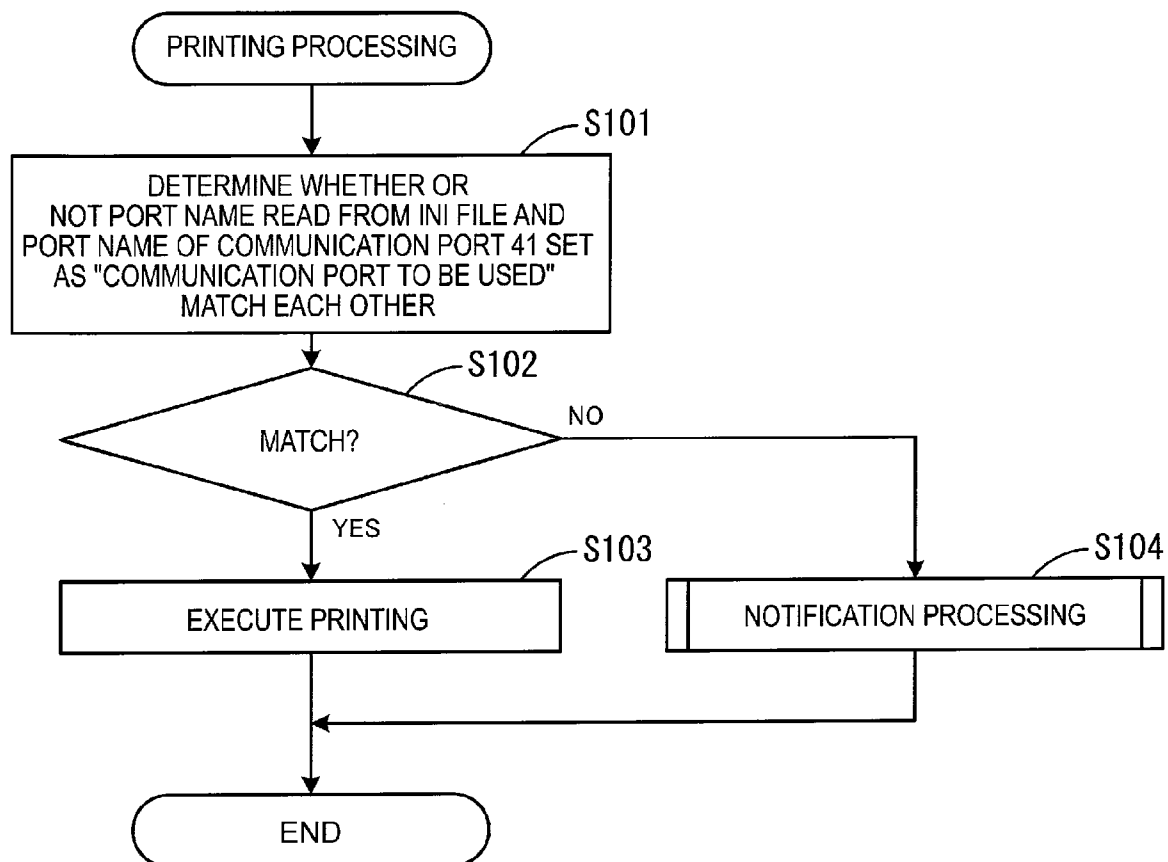 PRINTING PROCESSING
S101
DETERMINE WHETHER OR
NOT PORT NAME READ FROM INI FILE AND
PORT NAME OF COMMUNICATION PORT 41 SET
AS "COMMUNICATION PORT TO BE USED"
MATCH EACH OTHER
S102
MATCH?
NO
YES
S103
EXECUTE PRINTING
S104
NOTIFICATION PROCESSING
END